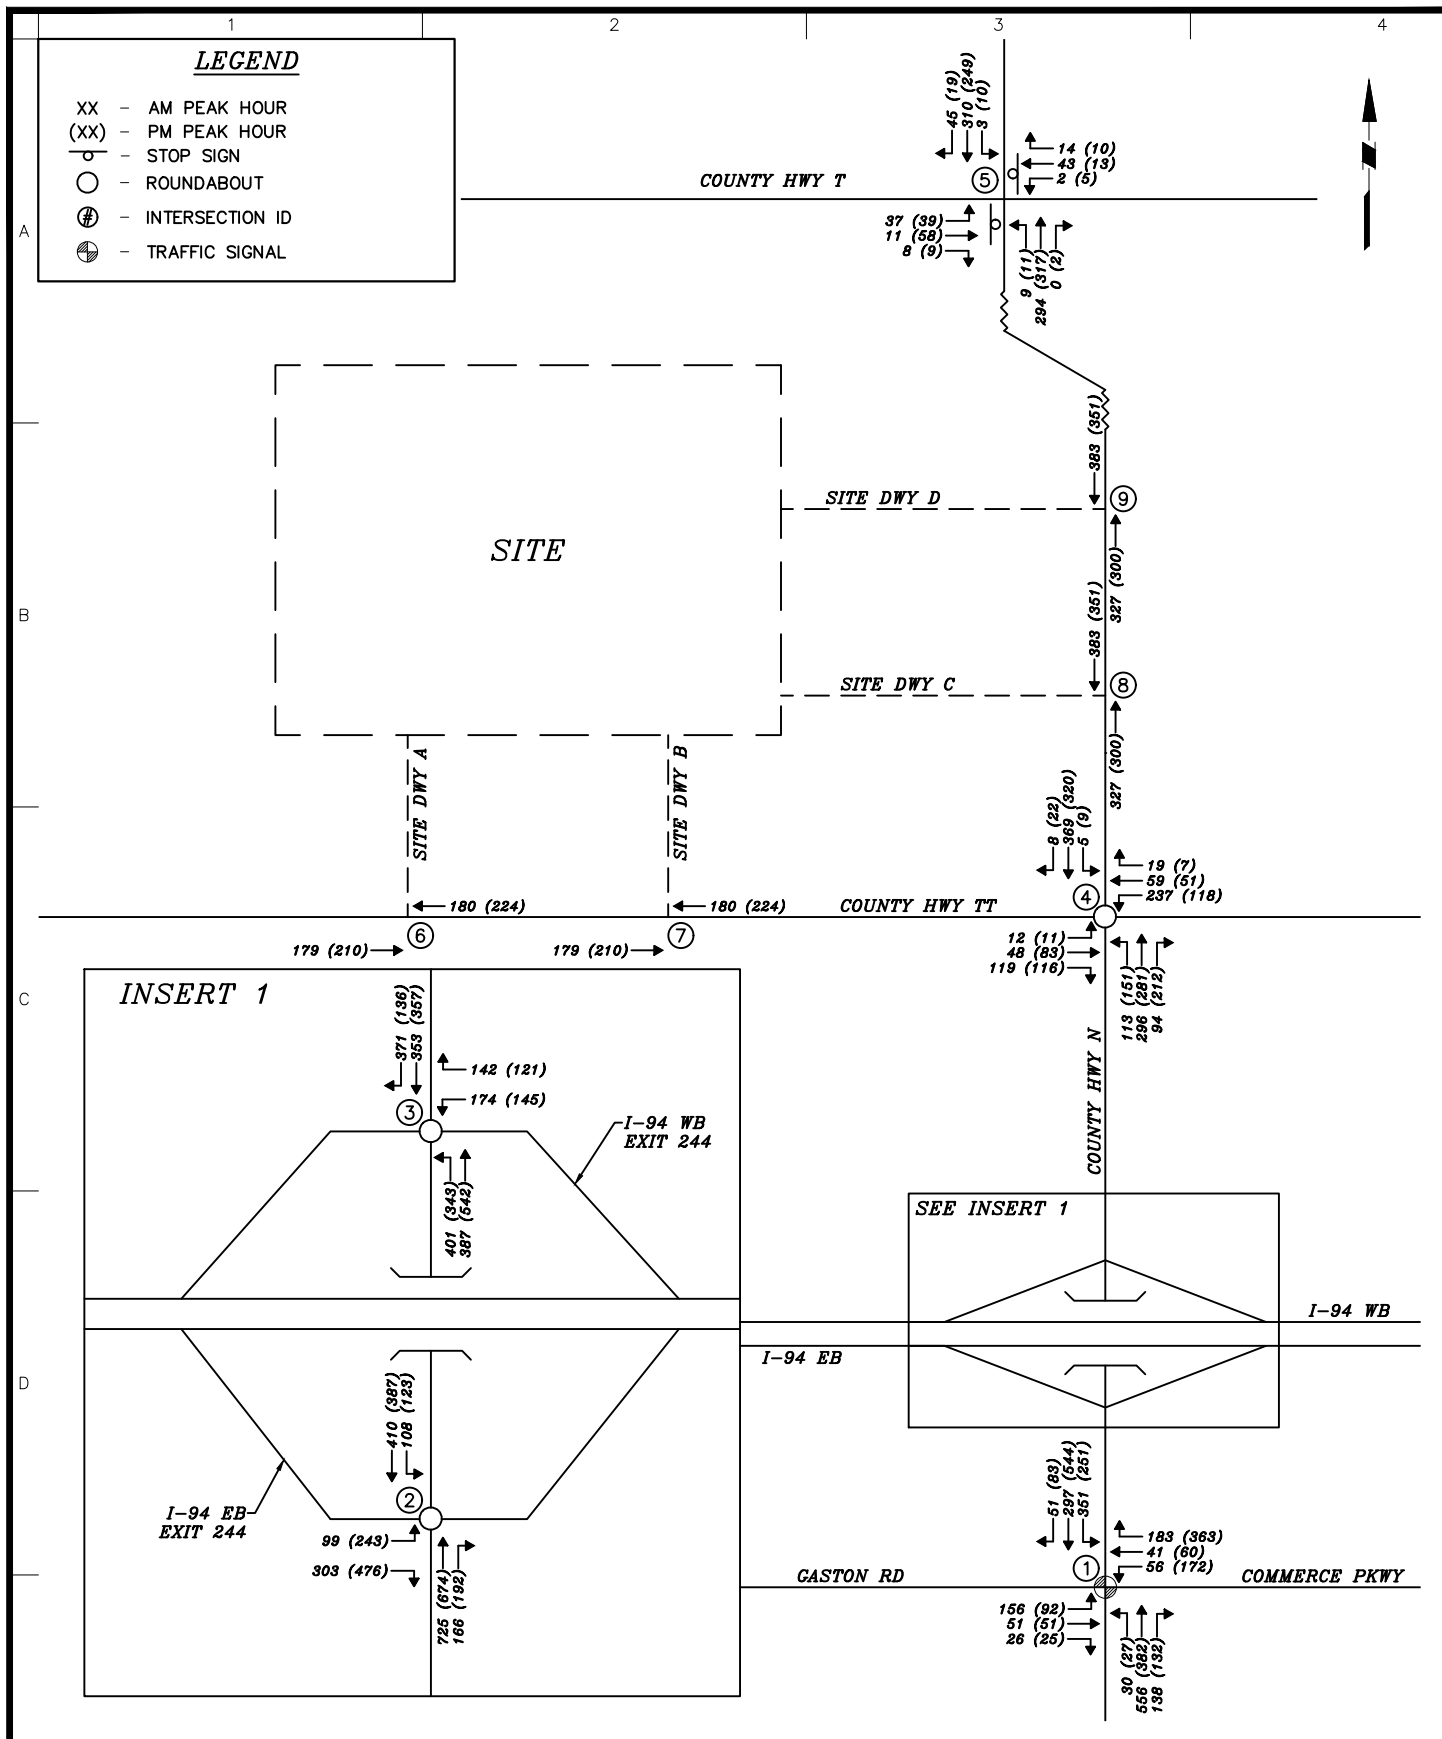 1
2
3
4
A
B
C
D
LEGEND
XX - AM PEAK HOUR
(XX) - PM PEAK HOUR
- STOP SIGN
- ROUNDABOUT
# - INTERSECTION ID
- TRAFFIC SIGNAL
45 (19)
310 (249)
3 (10)
14 (10)
43 (13)
2 (5)
5
COUNTY HWY T
37 (39)
11 (58)
8 (9)
9 (11)
294 (317)
0 (2)
383 (351)
SITE DWY D
9
SITE
327 (300)
383 (351)
SITE DWY C
8
327 (300)
SITE DWY A
SITE DWY B
8 (22)
369 (320)
5 (9)
19 (7)
59 (51)
237 (118)
4
180 (224)
180 (224)
COUNTY HWY TT
6
7
179 (210)
179 (210)
12 (11)
48 (83)
119 (116)
113 (151)
296 (281)
94 (212)
COUNTY HWY N
INSERT 1
371 (136)
353 (357)
142 (121)
174 (145)
3
I-94 WB
EXIT 244
401 (343)
387 (542)
SEE INSERT 1
I-94 WB
I-94 EB
410 (387)
108 (123)
2
I-94 EB
EXIT 244
99 (243)
303 (476)
725 (674)
166 (192)
51 (83)
297 (544)
351 (251)
183 (363)
41 (60)
56 (172)
1
GASTON RD
COMMERCE PKWY
156 (92)
51 (51)
26 (25)
30 (27)
556 (382)
138 (132)